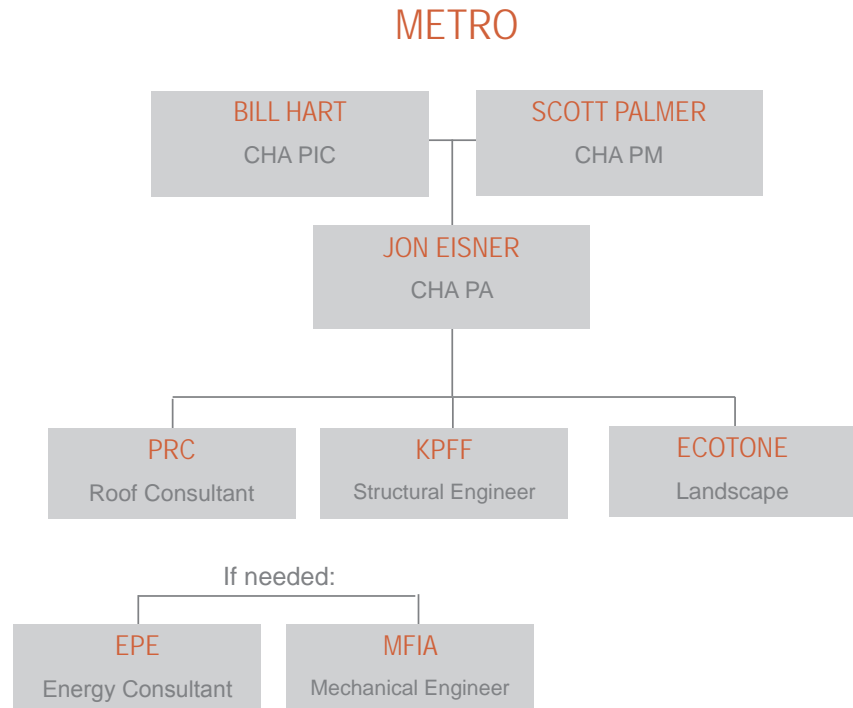 METRO
BILL HART
CHA PIC
SCOTT PALMER
CHA PM
JON EISNER
CHA PA
PRC
Roof Consultant
KPFF
Structural Engineer
ECOTONE
Landscape
If needed:
EPE
Energy Consultant
MFIA
Mechanical Engineer